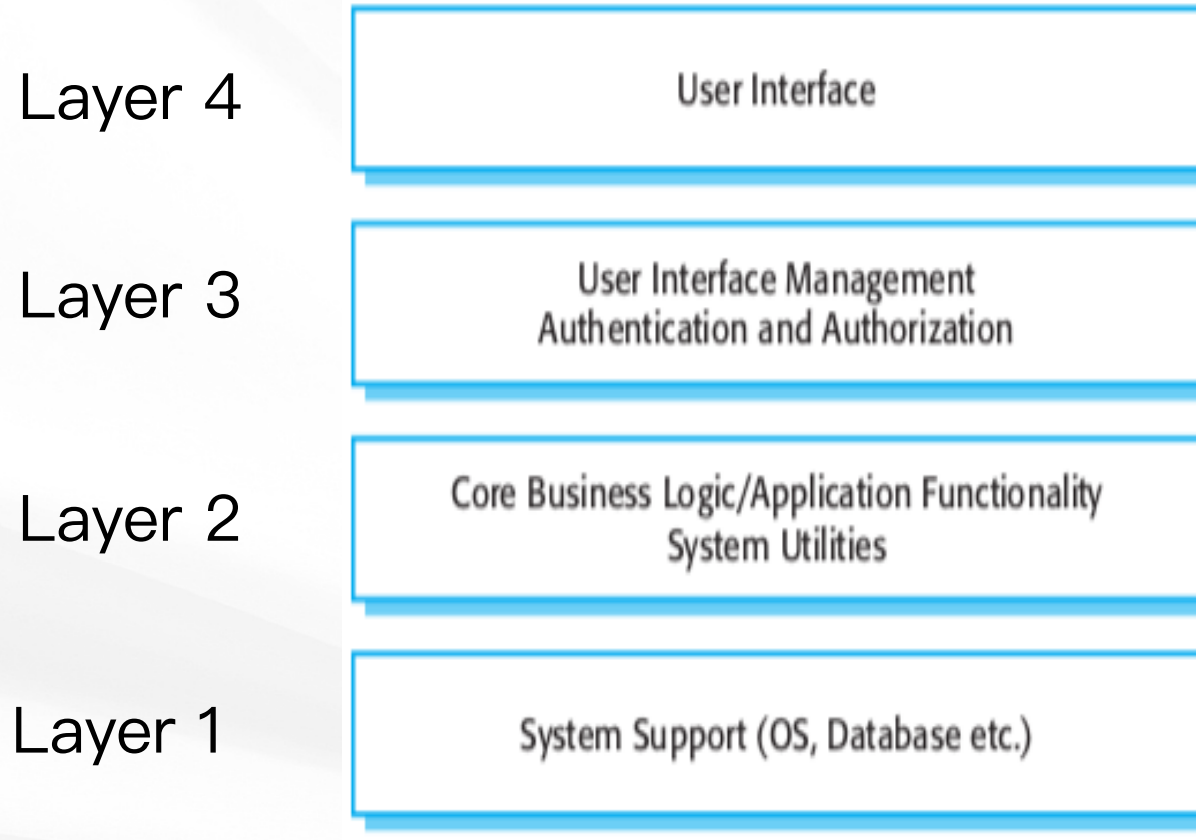 Layer 4
User Interface
Layer 3
User Interface Management
Authentication and Authorization
Layer 2
Core Business Logic/Application Functionality
System Utilities
Layer 1
System Support (OS, Database etc.)